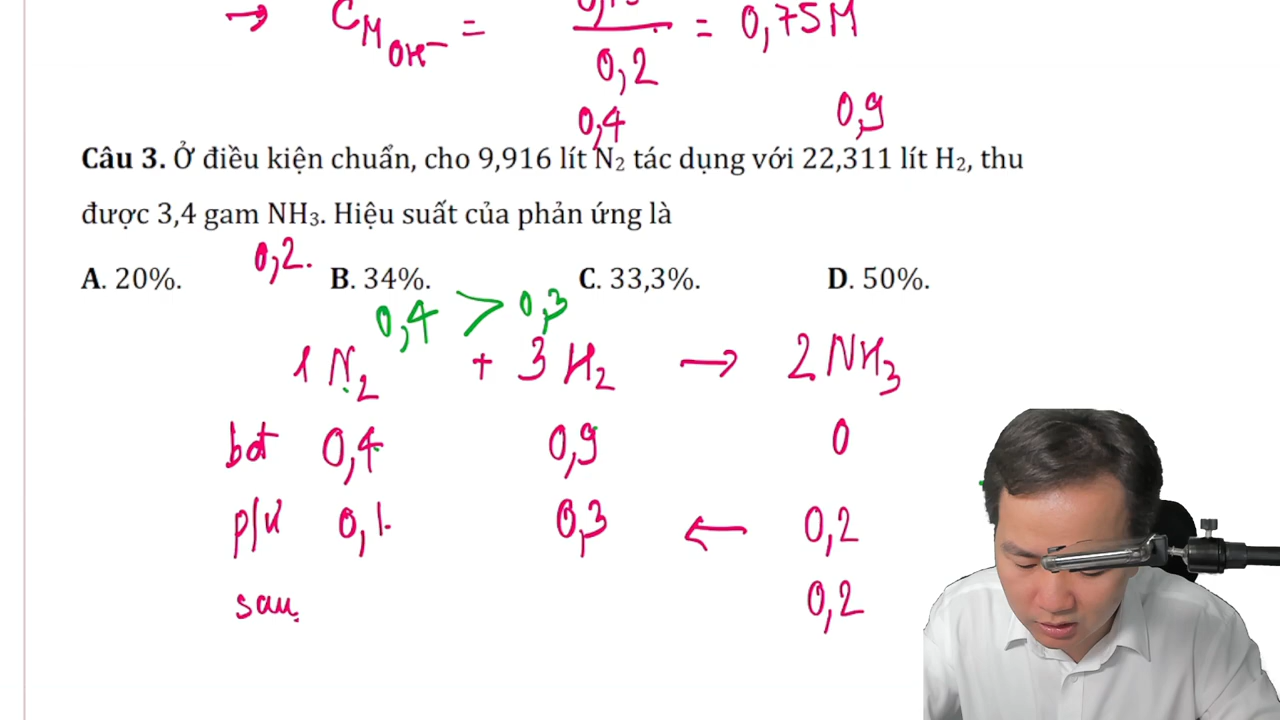 → C M OH⁻ = / 0,2 = 0,75M
0,4 0,9
Câu 3. Ở điều kiện chuẩn, cho 9,916 lít N₂ tác dụng với 22,311 lít H₂, thu
được 3,4 gam NH₃. Hiệu suất của phản ứng là
0,2.
A. 20%. B. 34%. C. 33,3%. D. 50%.
0,4 > 0,3
1 N₂ + 3 H₂ → 2 NH₃
bđ 0,4 0,9 0
p/ư 0,1 0,3 ← 0,2
sau 0,2